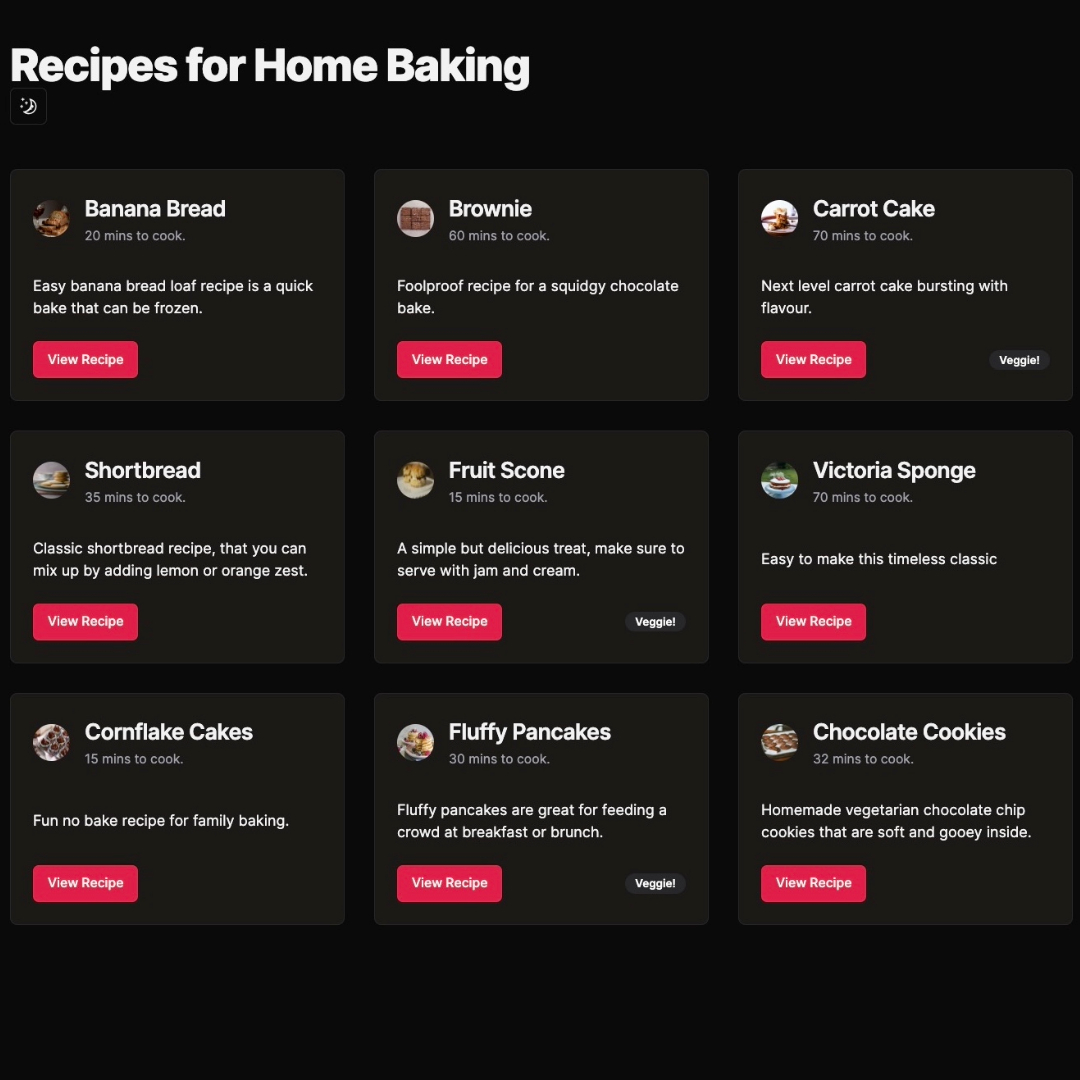 Recipes for Home Baking
Banana Bread
20 mins to cook.
Easy banana bread loaf recipe is a quick
bake that can be frozen.
View Recipe
Brownie
60 mins to cook.
Foolproof recipe for a squidgy chocolate
bake.
View Recipe
Carrot Cake
70 mins to cook.
Next level carrot cake bursting with
flavour.
View Recipe
Veggie!
Shortbread
35 mins to cook.
Classic shortbread recipe, that you can
mix up by adding lemon or orange zest.
View Recipe
Fruit Scone
15 mins to cook.
A simple but delicious treat, make sure to
serve with jam and cream.
View Recipe
Veggie!
Victoria Sponge
70 mins to cook.
Easy to make this timeless classic
View Recipe
Cornflake Cakes
15 mins to cook.
Fun no bake recipe for family baking.
View Recipe
Fluffy Pancakes
30 mins to cook.
Fluffy pancakes are great for feeding a
crowd at breakfast or brunch.
View Recipe
Veggie!
Chocolate Cookies
32 mins to cook.
Homemade vegetarian chocolate chip
cookies that are soft and gooey inside.
View Recipe